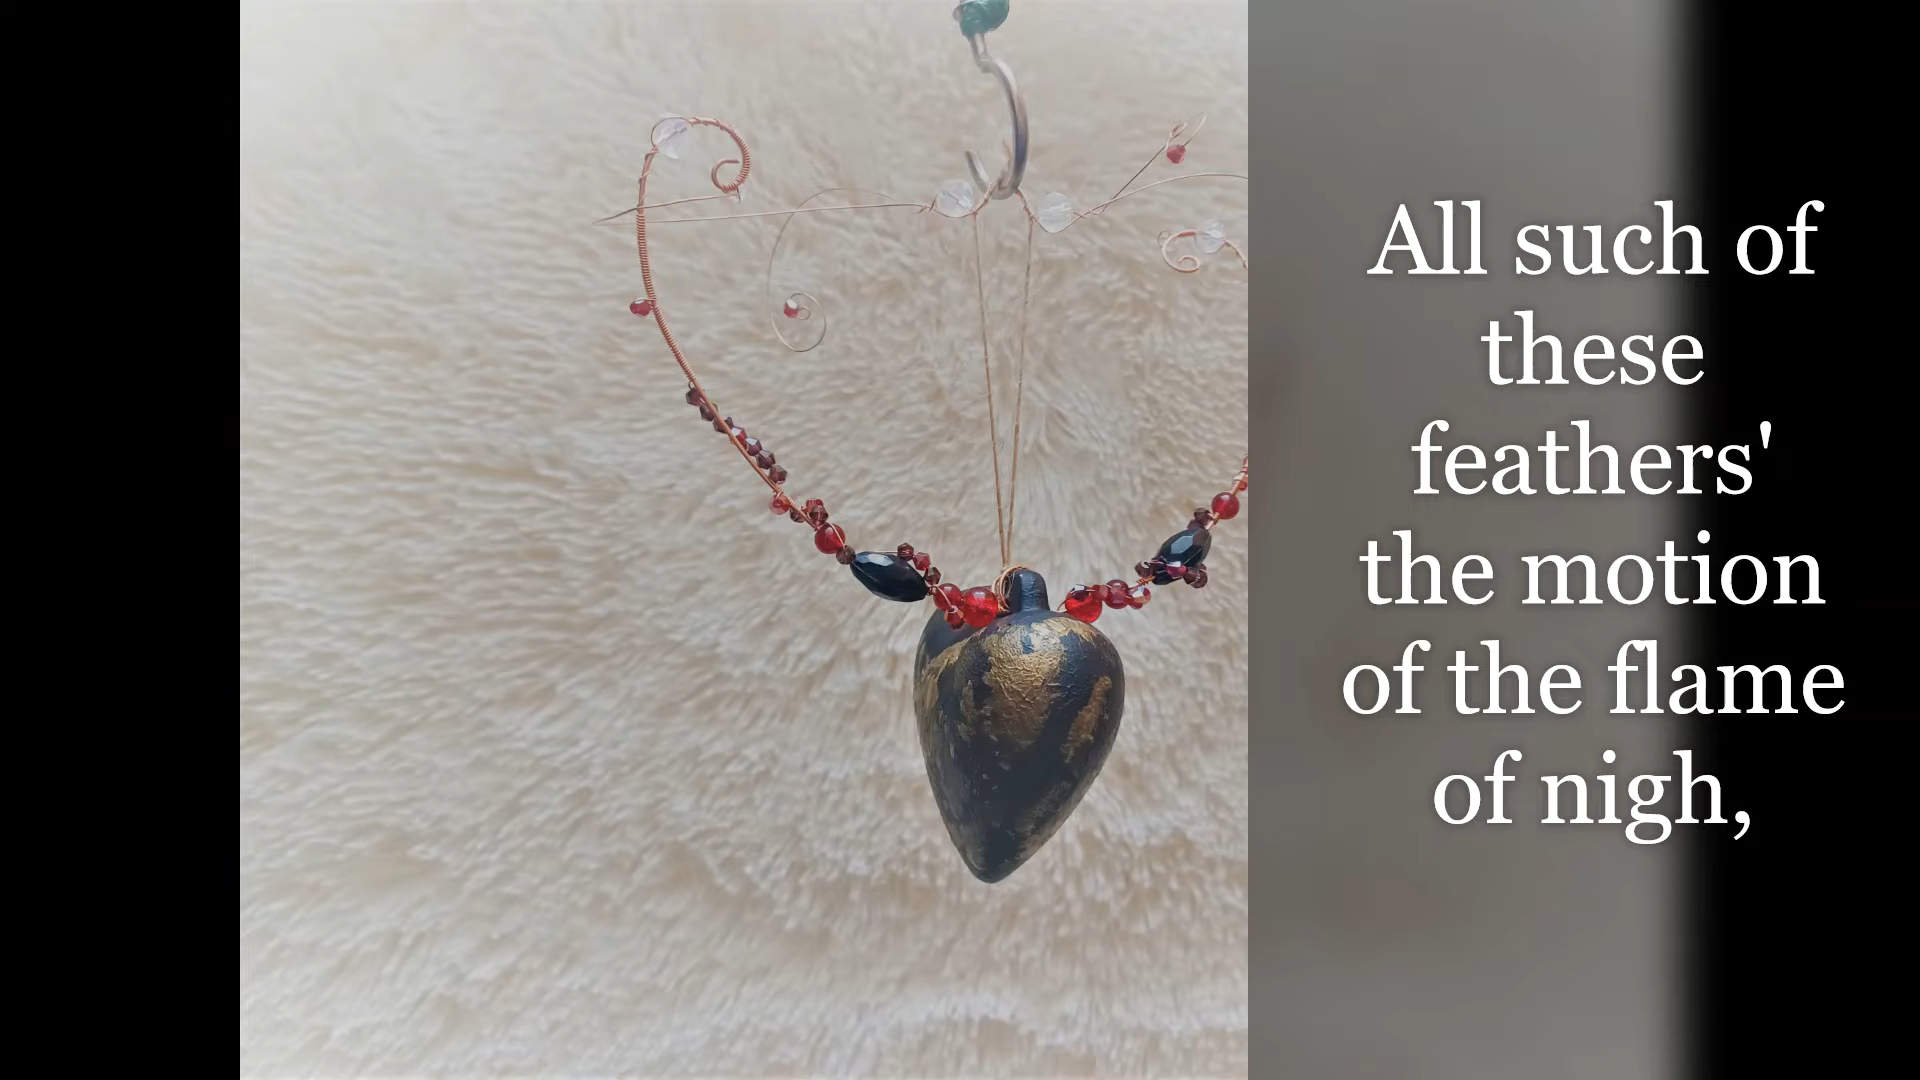 All such of
these
feathers'
the motion
of the flame
of nigh,